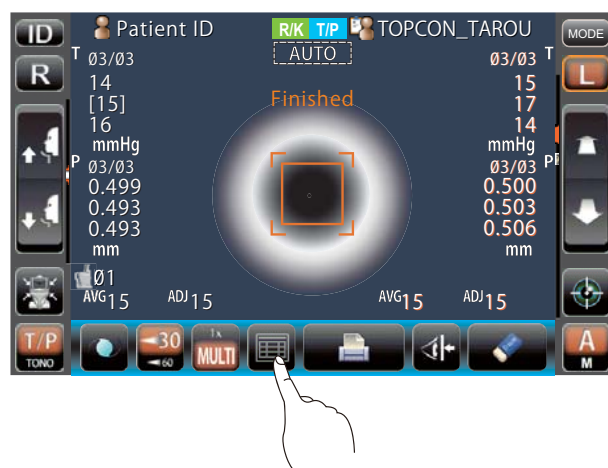 ID
Patient ID
R/K T/P
TOPCON_TAROU
MODE
R
T
03/03
AUTO
03/03
T
L
14
[15]
16
mmHg
Finished
15
17
14
mmHg
P
03/03
0.499
0.493
0.493
mm
03/03
P
0.500
0.503
0.506
mm
01
AVG15 ADJ15
AVG15 ADJ15
T/P
TONO
30
60
1x
MULTI
A
M